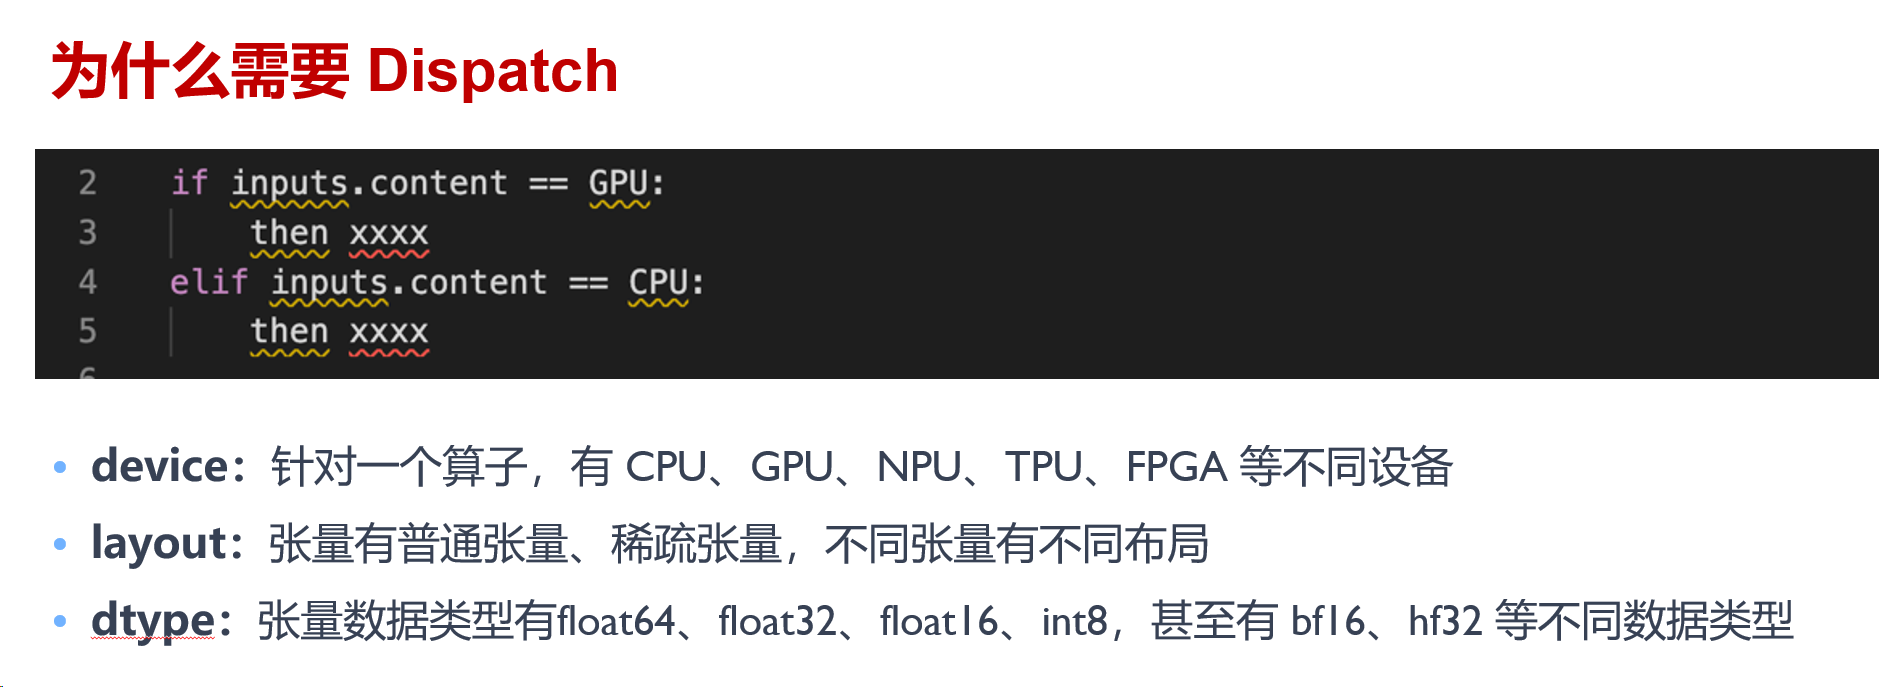 为什么需要 Dispatch
2 if inputs.content == GPU:
3 then xxxx
4 elif inputs.content == CPU:
5 then xxxx
6
device：针对一个算子，有 CPU、GPU、NPU、TPU、FPGA 等不同设备
layout：张量有普通张量、稀疏张量，不同张量有不同布局
dtype：张量数据类型有float64、float32、float16、int8，甚至有 bf16、hf32 等不同数据类型